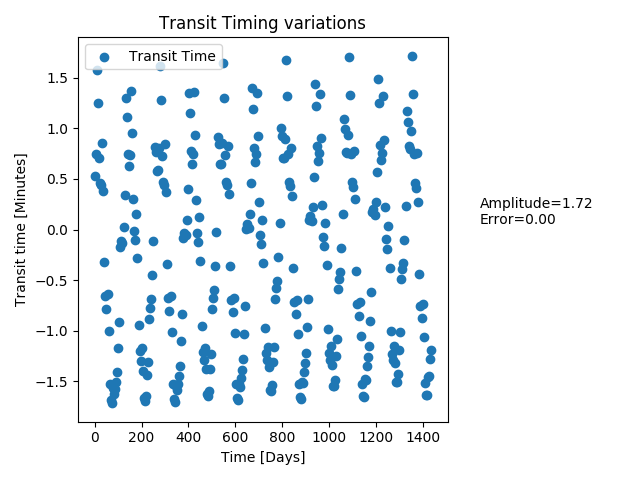 Transit Timing variations
Transit Time
Transit time [Minutes]
1.5
1.0
0.5
0.0
−0.5
−1.0
−1.5
0 200 400 600 800 1000 1200 1400
Time [Days]
Amplitude=1.72
Error=0.00